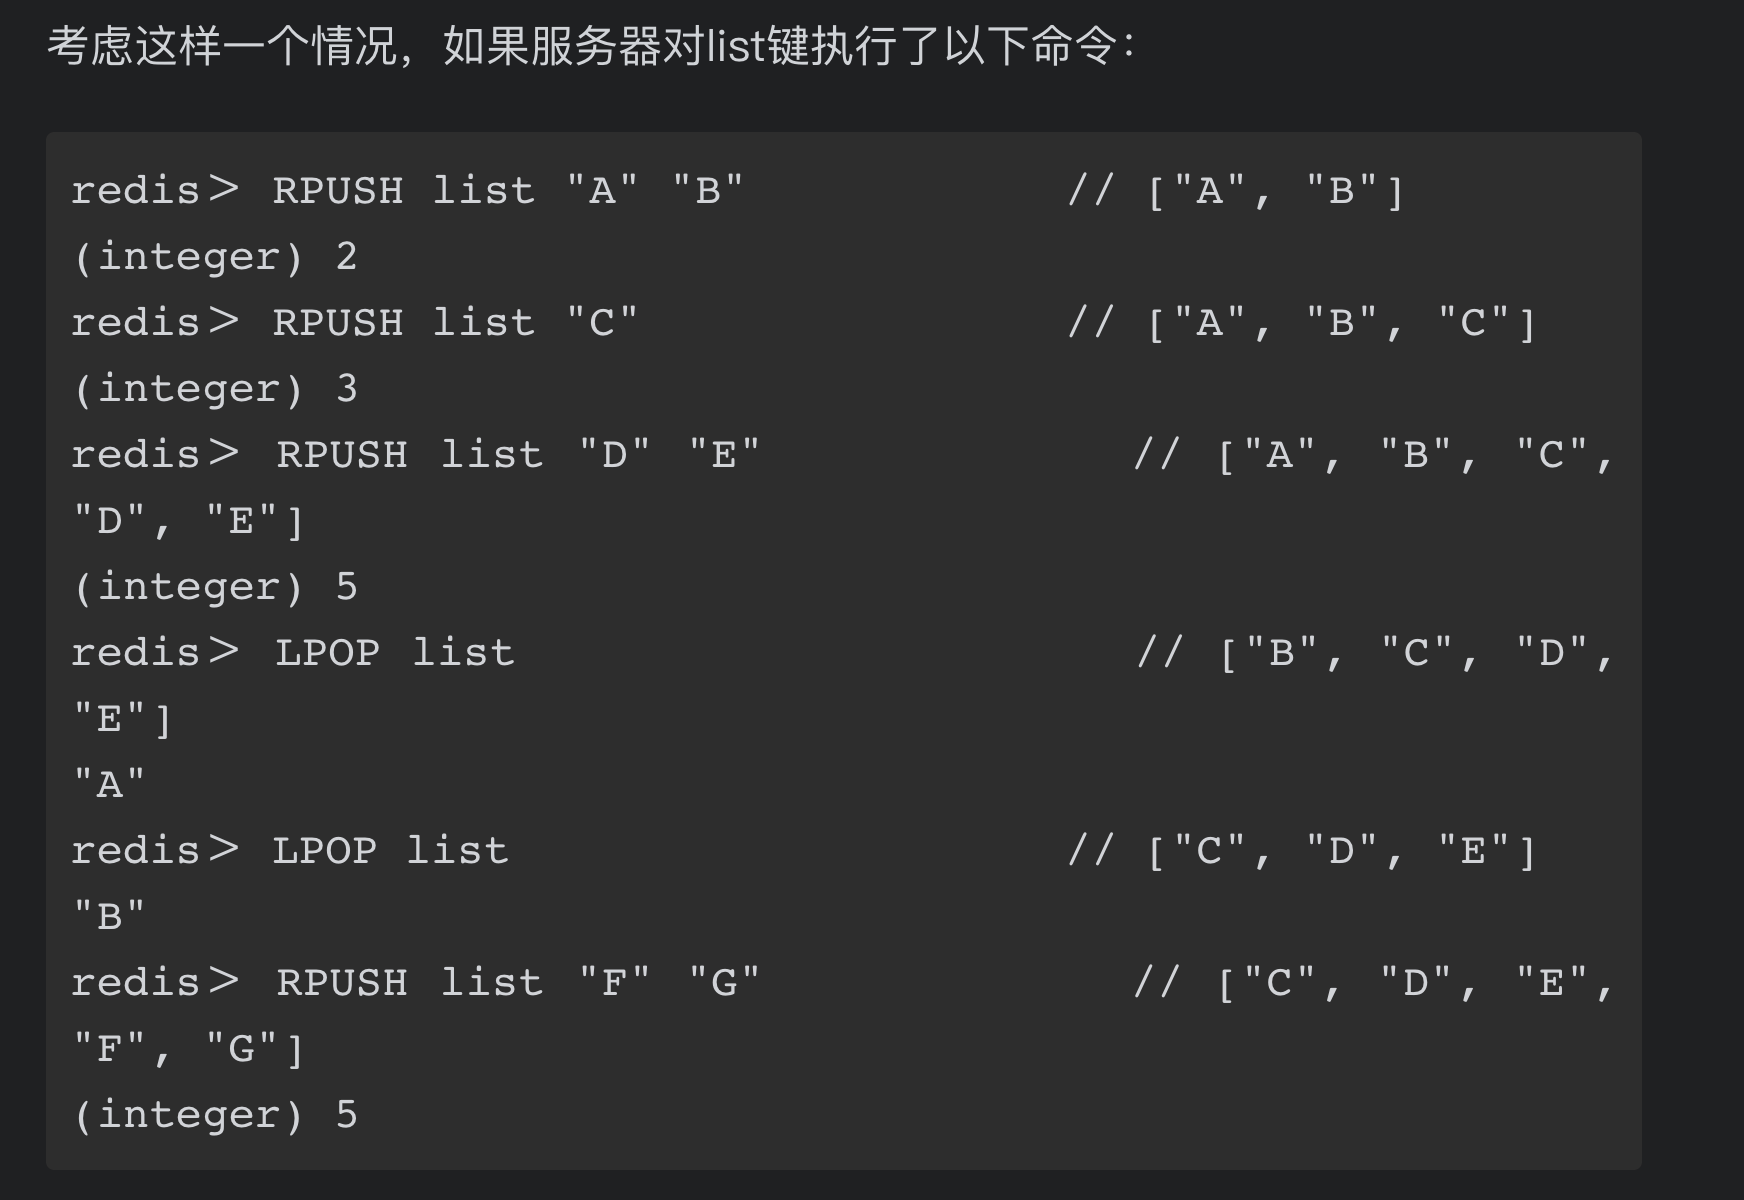 考虑这样一个情况，如果服务器对list键执行了以下命令：
redis> RPUSH list "A" "B" // ["A", "B"]
(integer) 2
redis> RPUSH list "C" // ["A", "B", "C"]
(integer) 3
redis> RPUSH list "D" "E" // ["A", "B", "C",
"D", "E"]
(integer) 5
redis> LPOP list // ["B", "C", "D",
"E"]
"A"
redis> LPOP list // ["C", "D", "E"]
"B"
redis> RPUSH list "F" "G" // ["C", "D", "E",
"F", "G"]
(integer) 5